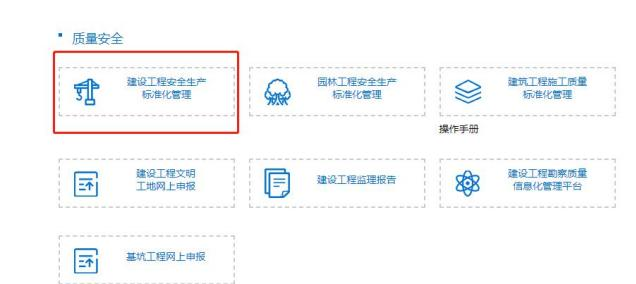 质量安全
建设工程安全生产
标准化管理
园林工程安全生产
标准化管理
建筑工程施工质量
标准化管理
操作手册
建设工程文明
工地网上申报
建设工程监理报告
建设工程勘察质量
信息化管理平台
基坑工程网上申报